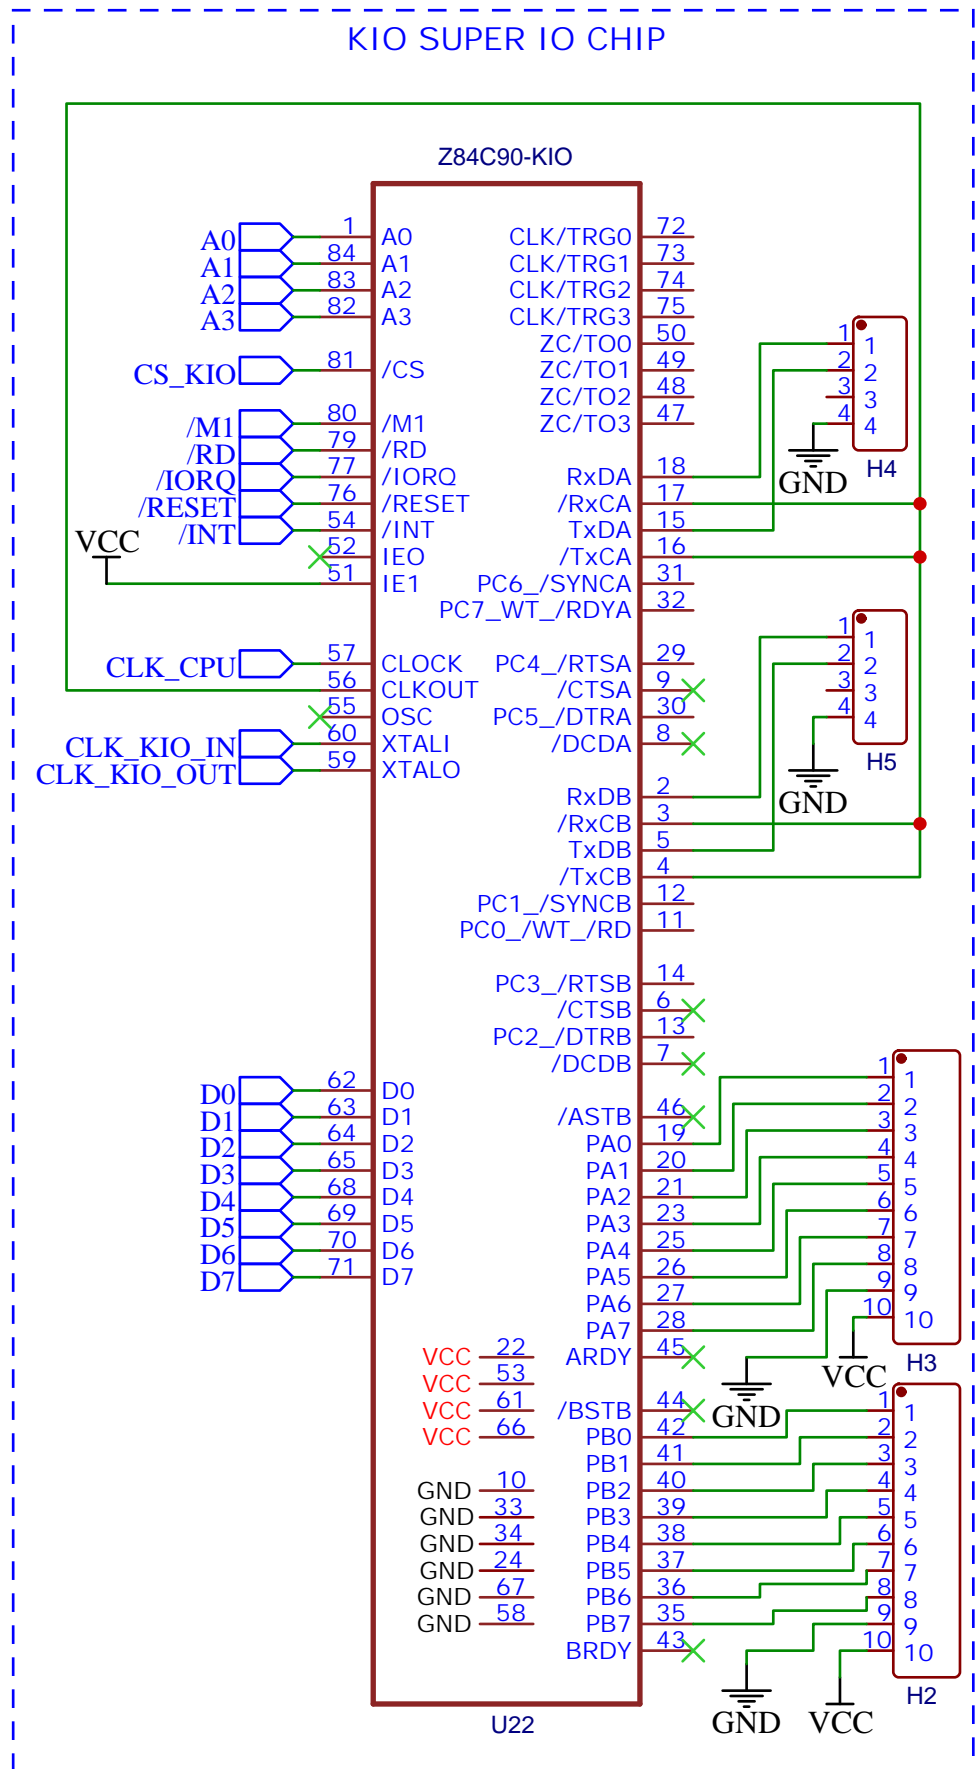 KIO SUPER IO CHIP
Z84C90-KIO
A0 1 A0 CLK/TRG0 72
A1 84 A1 CLK/TRG1 73
A2 83 A2 CLK/TRG2 74
A3 82 A3 CLK/TRG3 75
ZC/TO0 50 1 1
CS_KIO 81 /CS ZC/TO1 49 2 2
ZC/TO2 48 3 3
/M1 80 /M1 ZC/TO3 47 4 4
/RD 79 /RD GND H4
/IORQ 77 /IORQ RxDA 18
/RESET 76 /RESET /RxCA 17
/INT 54 /INT TxDA 15
VCC 52 IEO /TxCA 16
51 IE1 PC6_/SYNCA 31
PC7_WT_/RDYA 32
1 1
CLK_CPU 57 CLOCK PC4_/RTSA 29 2 2
56 CLKOUT /CTSA 9 3 3
55 OSC PC5_/DTRA 30 4 4
CLK_KIO_IN 60 XTALI /DCDA 8
CLK_KIO_OUT 59 XTALO GND H5
RxDB 2
/RxCB 3
TxDB 5
/TxCB 4
PC1_/SYNCB 12
PC0_/WT_/RD 11
PC3_/RTSB 14
/CTSB 6
PC2_/DTRB 13
/DCDB 7 1 1
D0 62 D0 2 2
D1 63 D1 /ASTB 46 3 3
D2 64 D2 PA0 19 4 4
D3 65 D3 PA1 20 5 5
D4 68 D4 PA2 21 6 6
D5 69 D5 PA3 23 7 7
D6 70 D6 PA4 25 8 8
D7 71 D7 PA5 26 9 9
PA6 27 10 10
PA7 28
VCC 22 ARDY 45 GND VCC H3
VCC 53
VCC 61 /BSTB 44 1 1
VCC 66 PB0 42 2 2
PB1 41 3 3
GND 10 PB2 40 4 4
GND 33 PB3 39 5 5
GND 34 PB4 38 6 6
GND 24 PB5 37 7 7
GND 67 PB6 36 8 8
GND 58 PB7 35 9 9
BRDY 43 10 10
GND VCC H2
U22